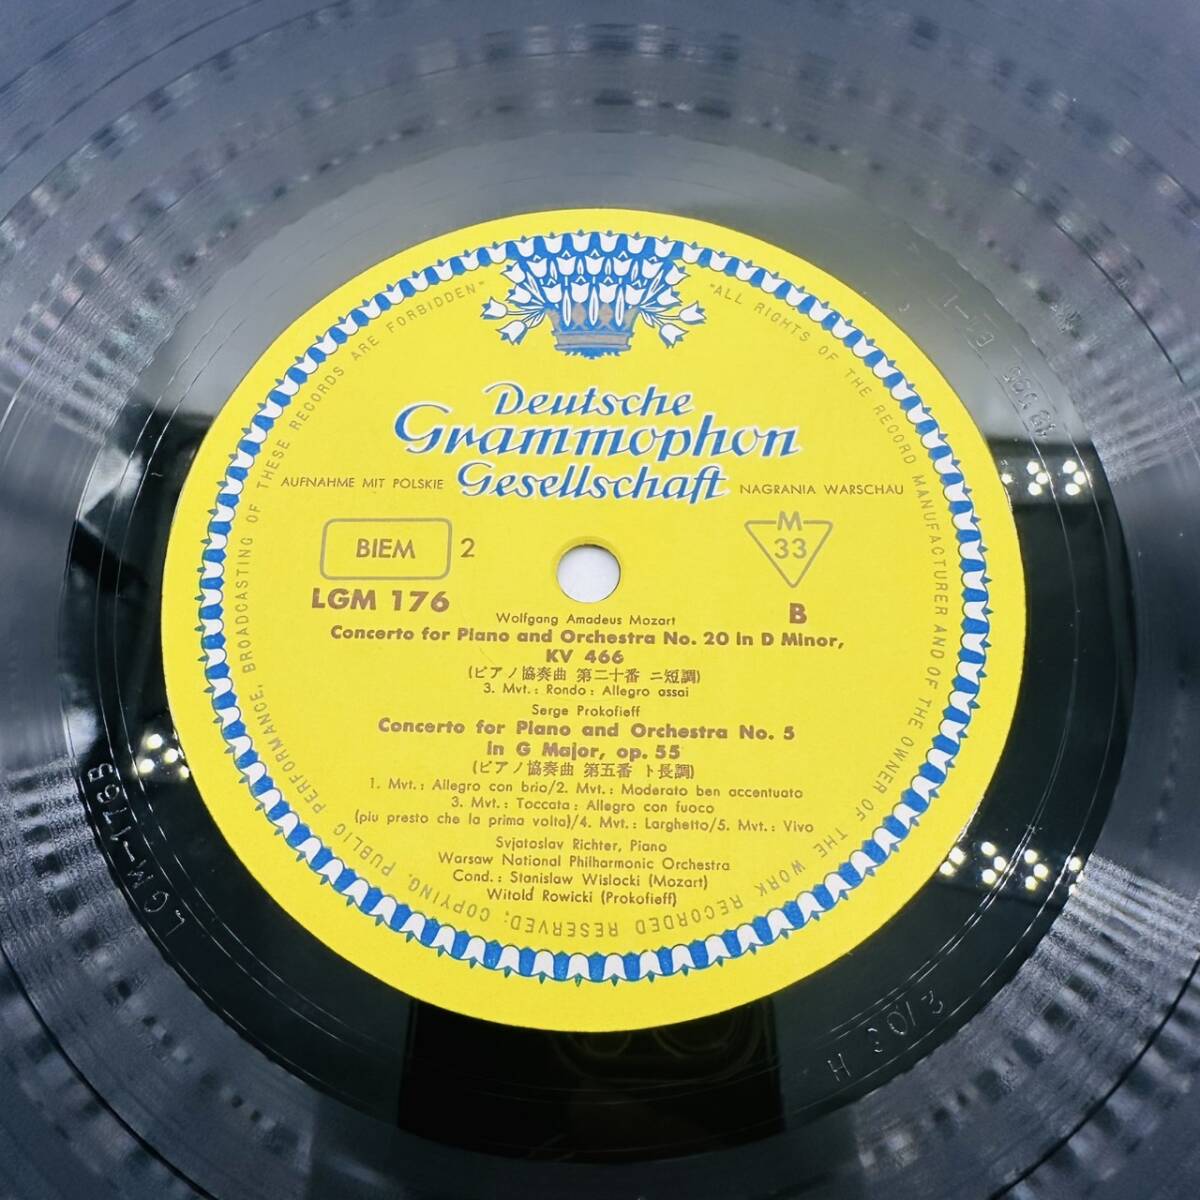 "ALL RIGHTS OF THE RECORD MANUFACTURER AND OF THE OWNER OF THE WORK RECORDED RESERVED; COPYING, PUBLIC PERFORMANCE, BROADCASTING OF THESE RECORDS ARE FORBIDDEN"
Deutsche
Grammophon
Gesellschaft
AUFNAHME MIT POLSKIE NAGRANIA WARSCHAU
BIEM 2
M
33
LGM 176
B
Wolfgang Amadeus Mozart
Concerto for Piano and Orchestra No. 20 in D Minor,
KV 466
(ピアノ協奏曲 第二十番 ニ短調)
3. Mvt.: Rondo: Allegro assai
Serge Prokofieff
Concerto for Piano and Orchestra No. 5
in G Major, op. 55
(ピアノ協奏曲 第五番 ト長調)
1. Mvt.: Allegro con brio/2. Mvt.: Moderato ben accentuato
3. Mvt.: Toccata: Allegro con fuoco
(piu presto che la prima volta)/4. Mvt.: Larghetto/5. Mvt.: Vivo
Svjatoslav Richter, Piano
Warsaw National Philharmonic Orchestra
Cond.: Stanislaw Wislocki (Mozart)
Witold Rowicki (Prokofieff)
LGM-176B